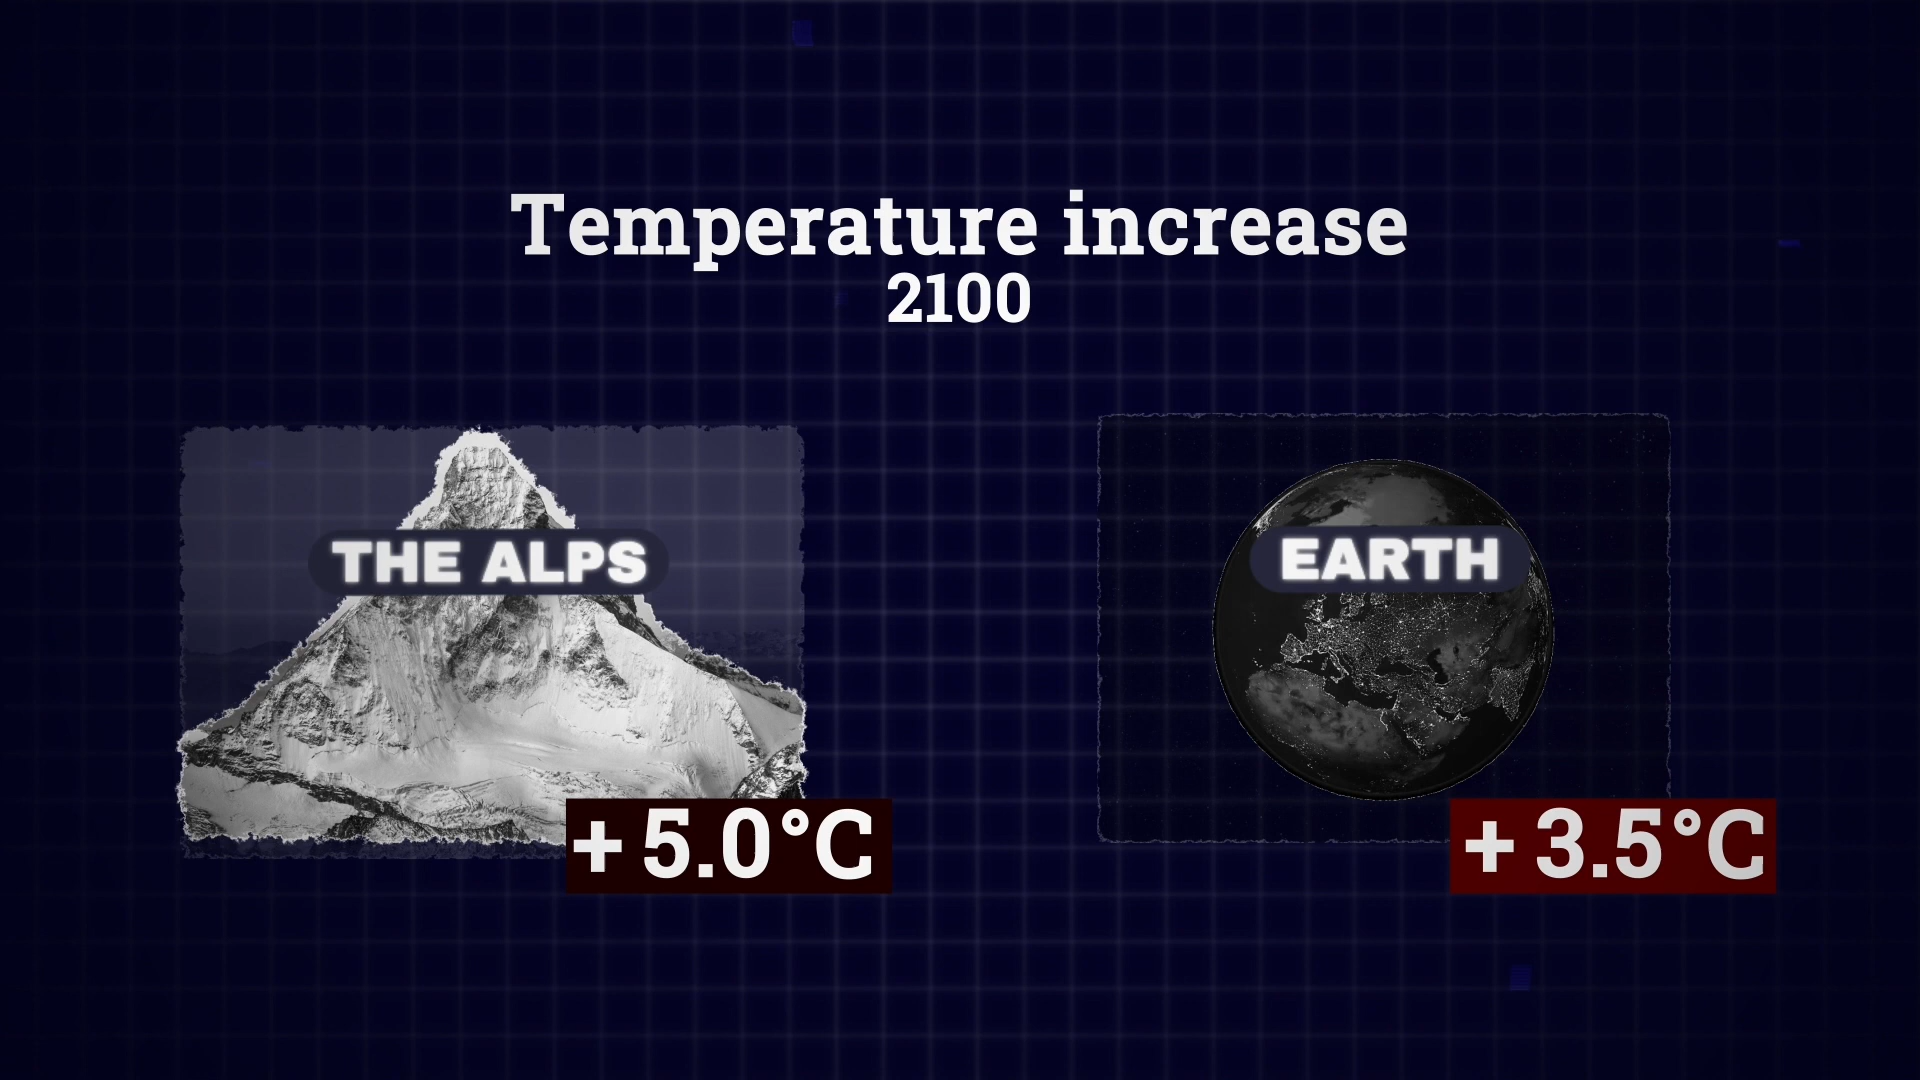 Temperature increase
2100
THE ALPS
EARTH
+ 5.0°C
+ 3.5°C